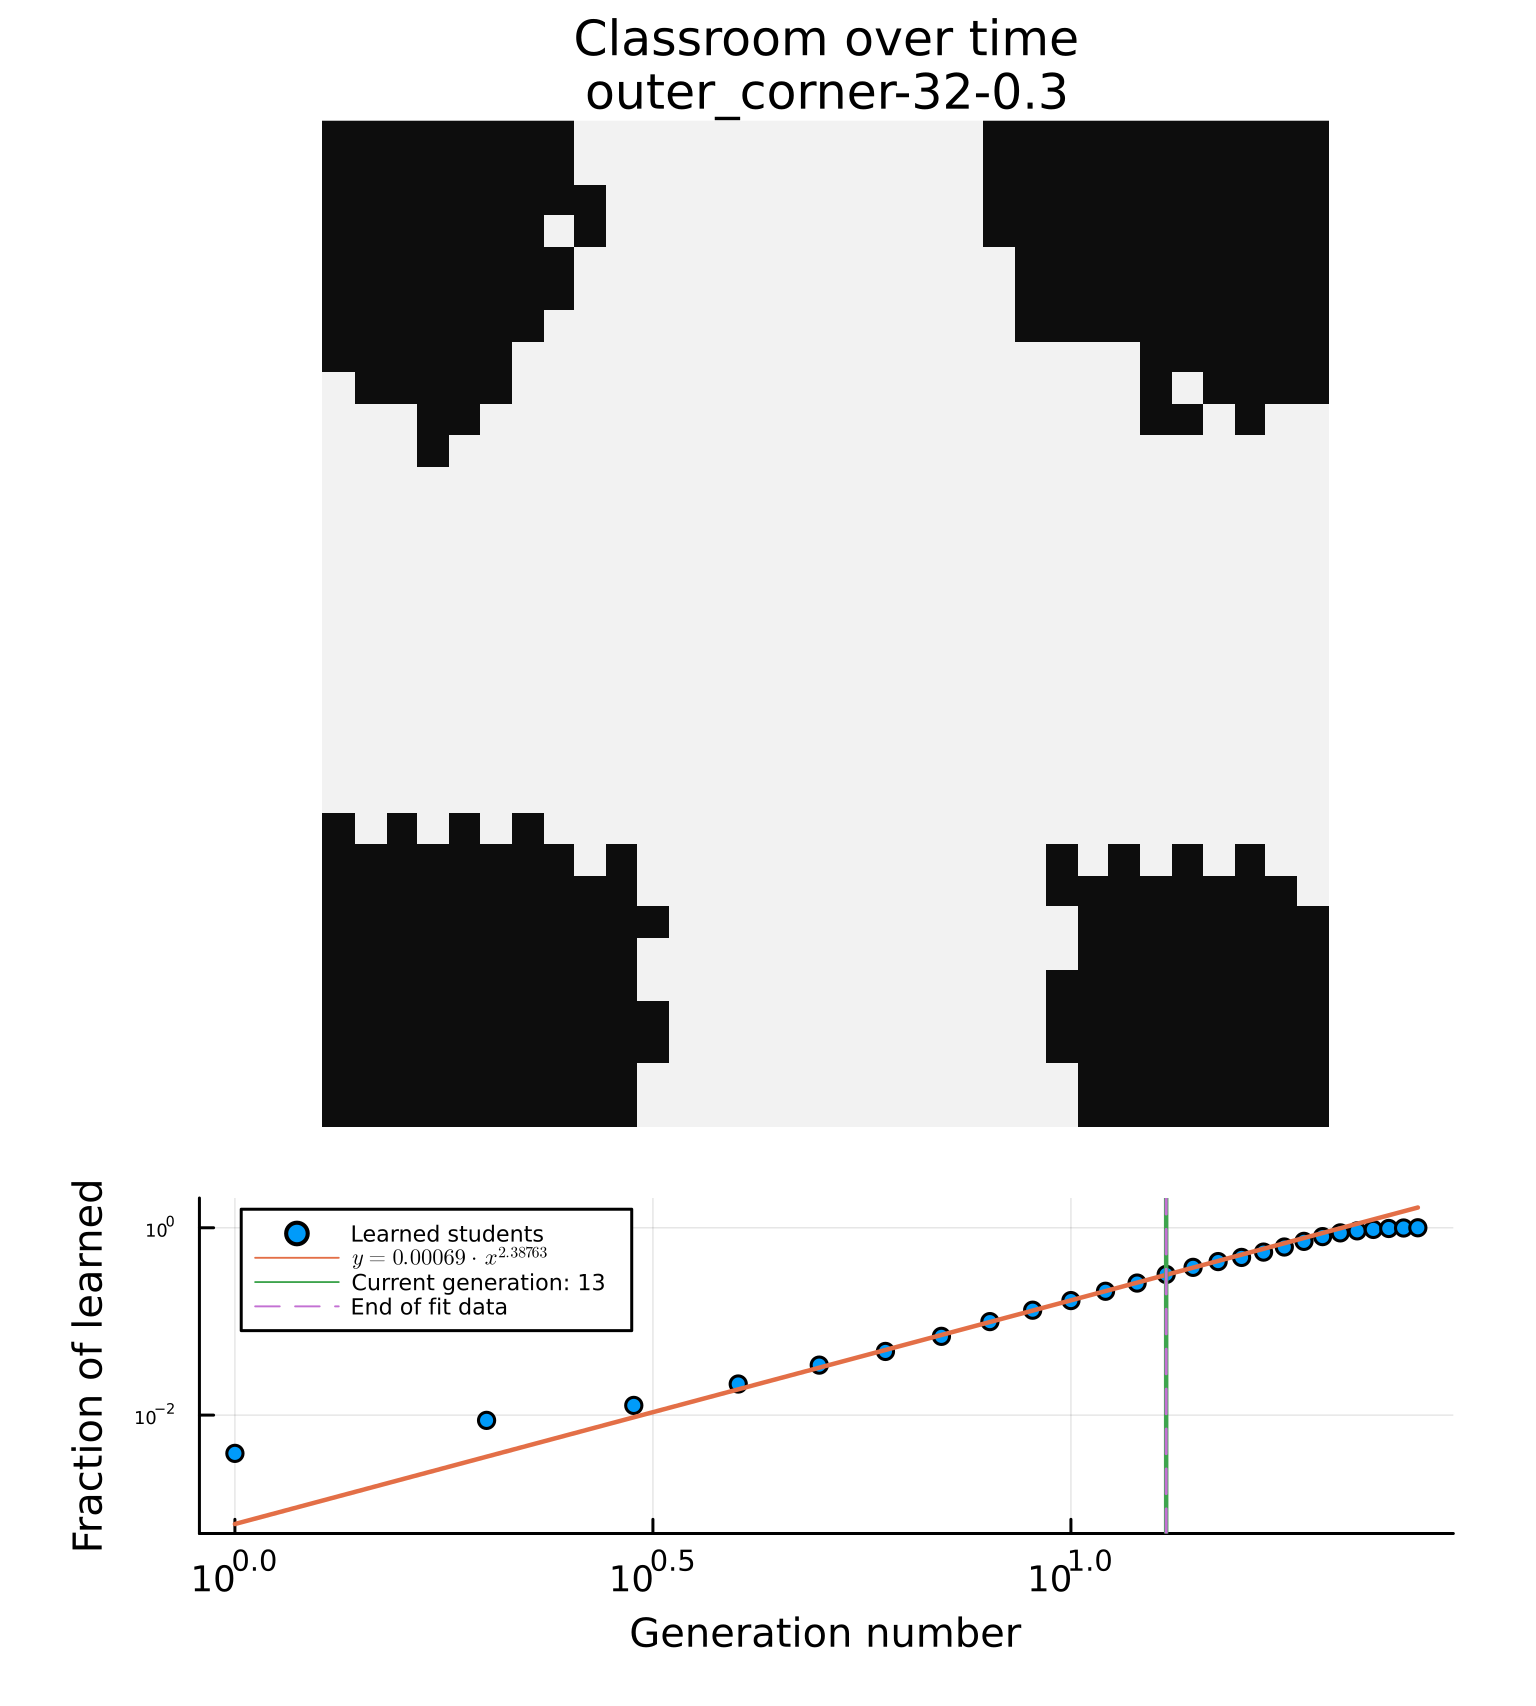 Classroom over time
outer_corner-32-0.3
Fraction of learned
10^0
10^−2
Learned students
y = 0.00069 · x^2.38763
Current generation: 13
End of fit data
10^0.0 10^0.5 10^1.0
Generation number